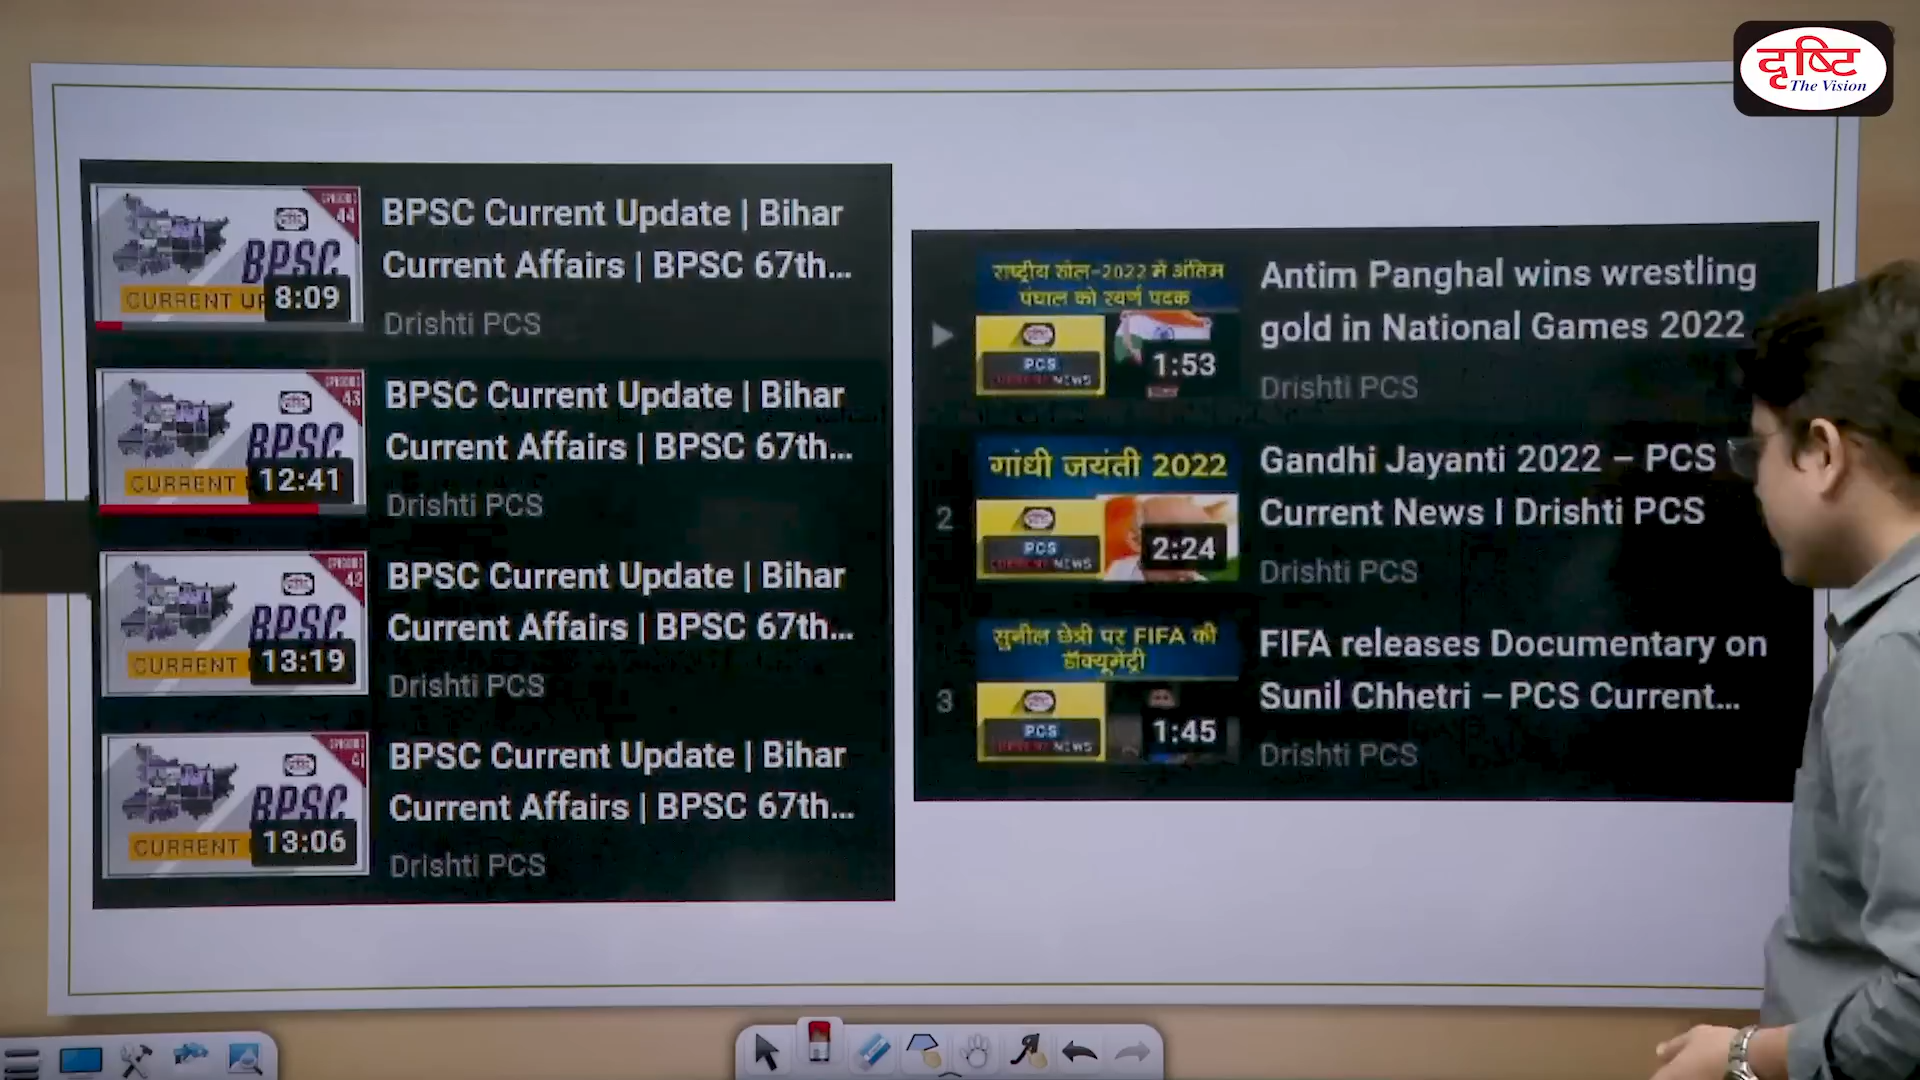 दृष्टि
The Vision
44
BPSC
CURRENT UP
8:09
BPSC Current Update | Bihar
Current Affairs | BPSC 67th...
Drishti PCS
43
BPSC
CURRENT
12:41
BPSC Current Update | Bihar
Current Affairs | BPSC 67th...
Drishti PCS
42
BPSC
CURRENT
13:19
BPSC Current Update | Bihar
Current Affairs | BPSC 67th...
Drishti PCS
41
BPSC
CURRENT
13:06
BPSC Current Update | Bihar
Current Affairs | BPSC 67th...
Drishti PCS
राष्ट्रीय खेल-2022 में अंतिम
पंघाल को स्वर्ण पदक
PCS
CURRENT NEWS
1:53
Antim Panghal wins wrestling
gold in National Games 2022
Drishti PCS
2
गांधी जयंती 2022
PCS
CURRENT NEWS
2:24
Gandhi Jayanti 2022 – PCS
Current News I Drishti PCS
Drishti PCS
3
सुनील छेत्री पर FIFA की
डॉक्यूमेंट्री
PCS
CURRENT NEWS
1:45
FIFA releases Documentary on
Sunil Chhetri – PCS Current...
Drishti PCS